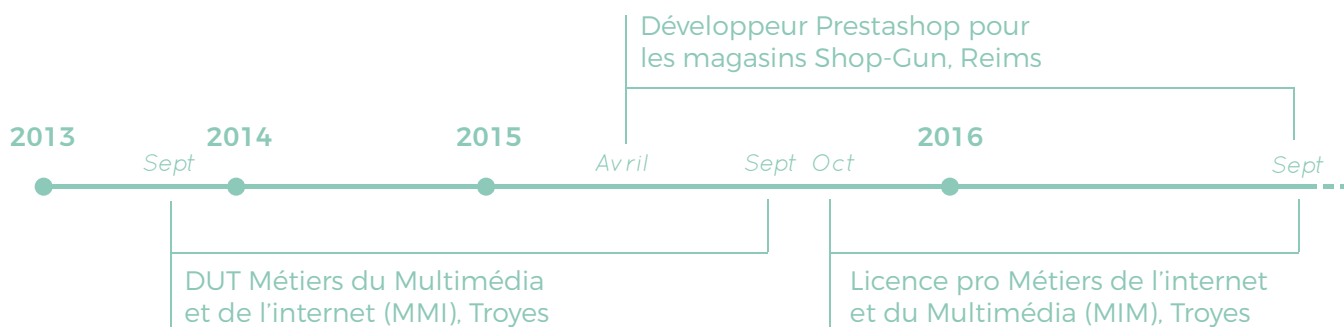 Développeur Prestashop pour
les magasins Shop-Gun, Reims
2013
2014
2015
2016
Sept
Avril
Sept
Oct
Sept
DUT Métiers du Multimédia
et de l'internet (MMI), Troyes
Licence pro Métiers de l'internet
et du Multimédia (MIM), Troyes